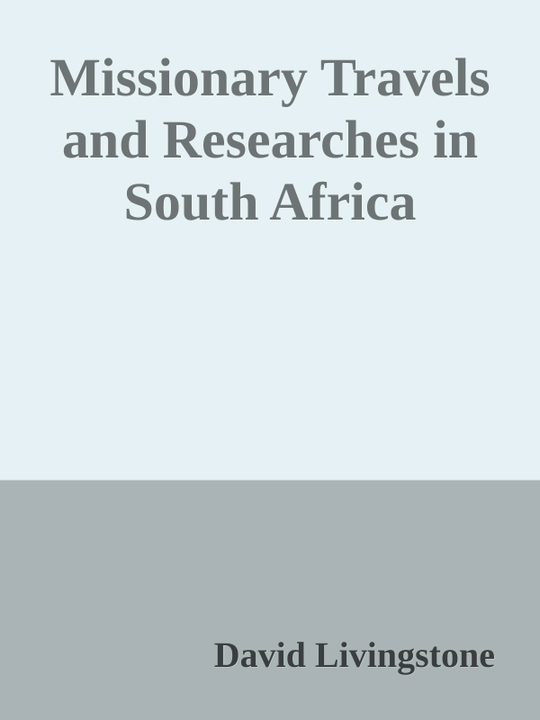 Missionary Travels
and Researches in
South Africa
David Livingstone